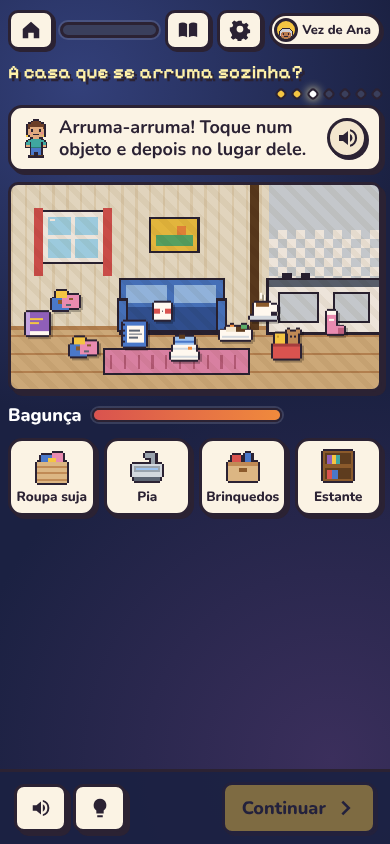 Vez de Ana
A casa que se arruma sozinha?
Arruma-arruma! Toque num
objeto e depois no lugar dele.
Bagunça
Roupa suja
Pia
Brinquedos
Estante
Continuar